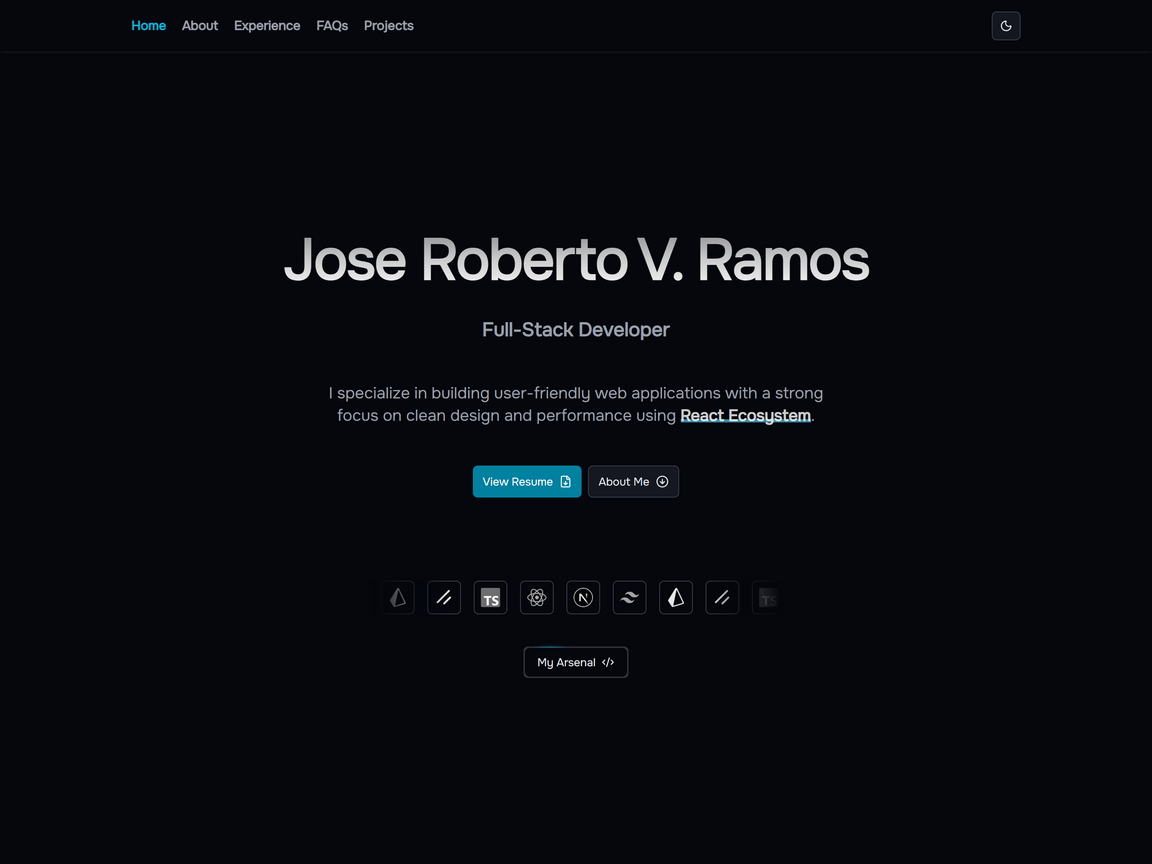 Home About Experience FAQs Projects
Jose Roberto V. Ramos
Full-Stack Developer
I specialize in building user-friendly web applications with a strong
focus on clean design and performance using React Ecosystem.
View Resume About Me
TS N TS
My Arsenal </>